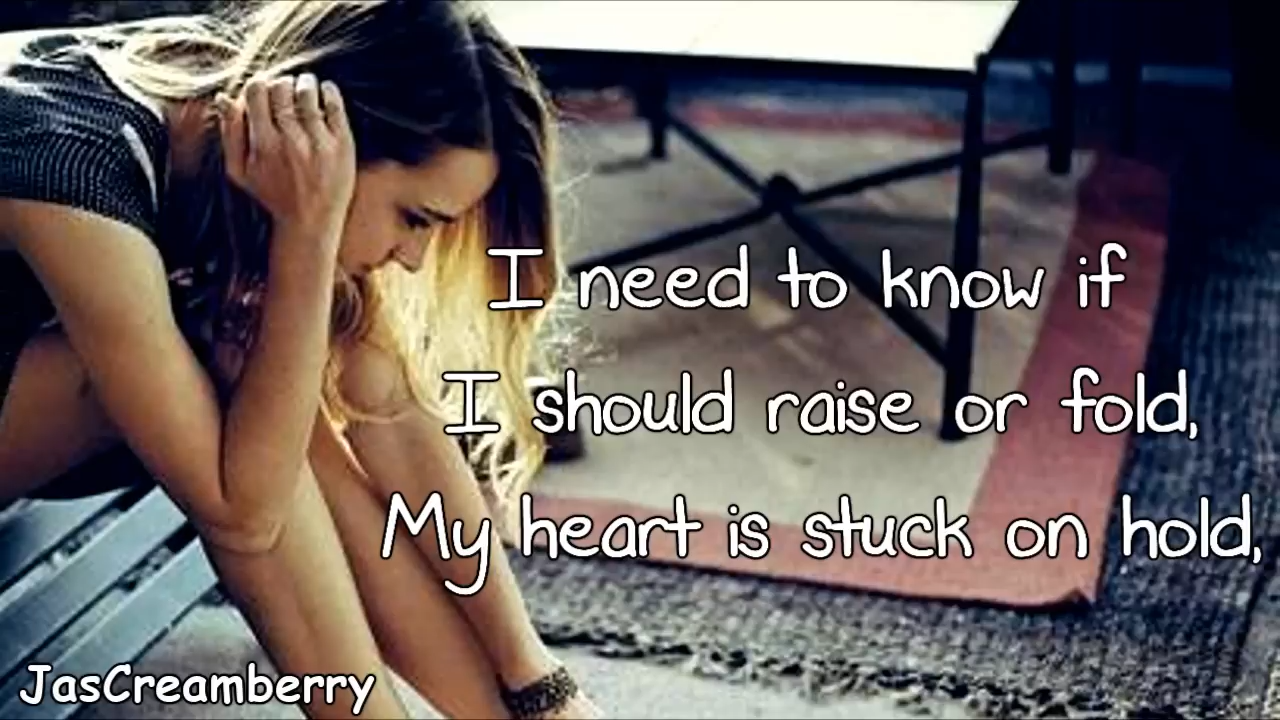 I need to know if
I should raise or fold,
My heart is stuck on hold,
JasCreamberry